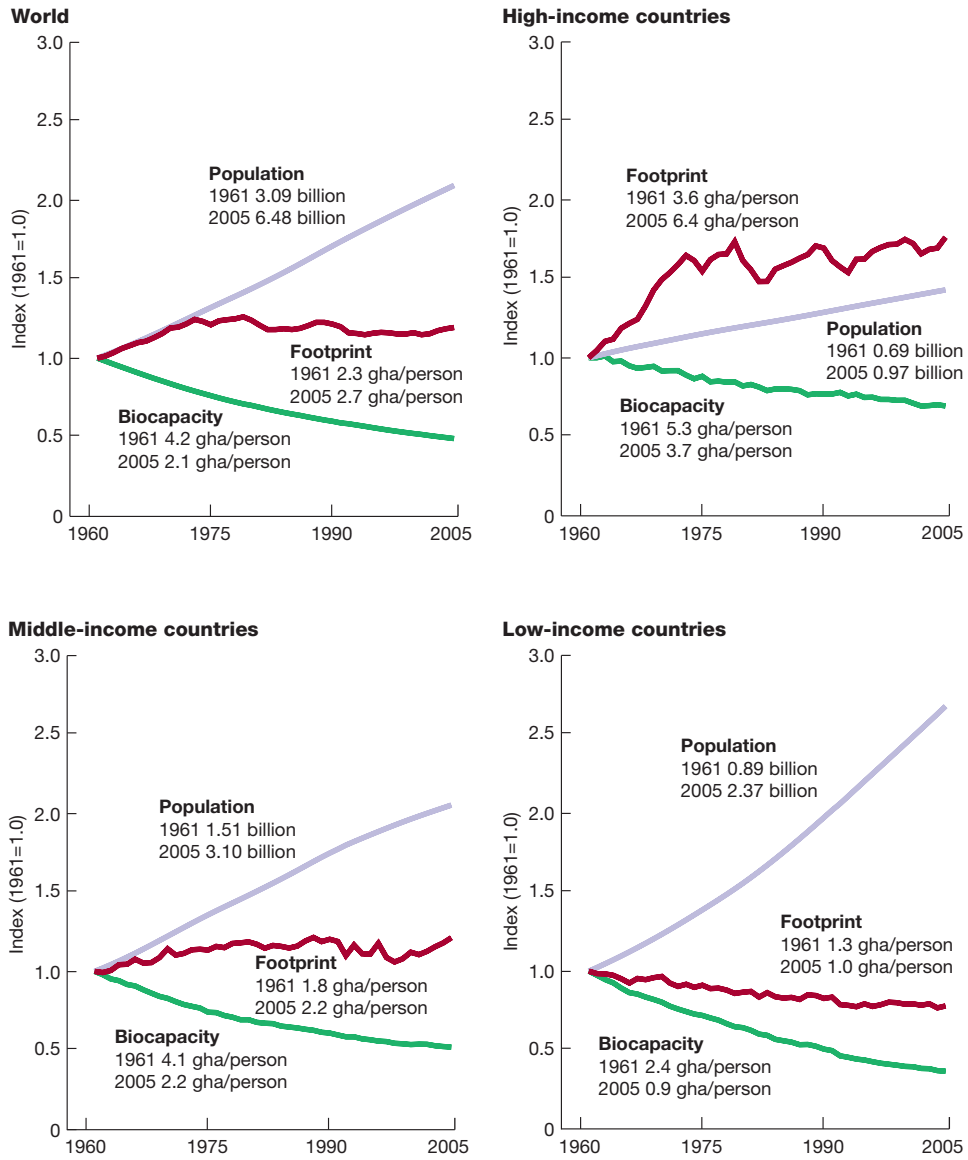 World
Index (1961=1.0)
3.0
2.5
2.0
1.5
1.0
0.5
0
Population
1961 3.09 billion
2005 6.48 billion
Footprint
1961 2.3 gha/person
2005 2.7 gha/person
Biocapacity
1961 4.2 gha/person
2005 2.1 gha/person
1960 1975 1990 2005
High-income countries
Index (1961=1.0)
3.0
2.5
2.0
1.5
1.0
0.5
0
Footprint
1961 3.6 gha/person
2005 6.4 gha/person
Population
1961 0.69 billion
2005 0.97 billion
Biocapacity
1961 5.3 gha/person
2005 3.7 gha/person
1960 1975 1990 2005
Middle-income countries
Index (1961=1.0)
3.0
2.5
2.0
1.5
1.0
0.5
0
Population
1961 1.51 billion
2005 3.10 billion
Footprint
1961 1.8 gha/person
2005 2.2 gha/person
Biocapacity
1961 4.1 gha/person
2005 2.2 gha/person
1960 1975 1990 2005
Low-income countries
Index (1961=1.0)
3.0
2.5
2.0
1.5
1.0
0.5
0
Population
1961 0.89 billion
2005 2.37 billion
Footprint
1961 1.3 gha/person
2005 1.0 gha/person
Biocapacity
1961 2.4 gha/person
2005 0.9 gha/person
1960 1975 1990 2005